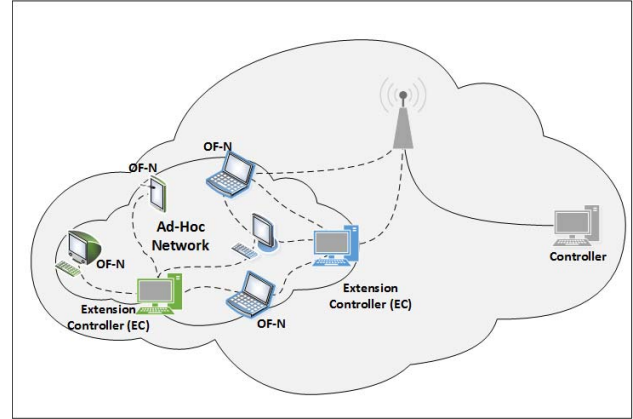 OF-N
OF-N
Ad-Hoc
Network
OF-N
Controller
Extension
Controller (EC)
Extension
Controller (EC)
OF-N